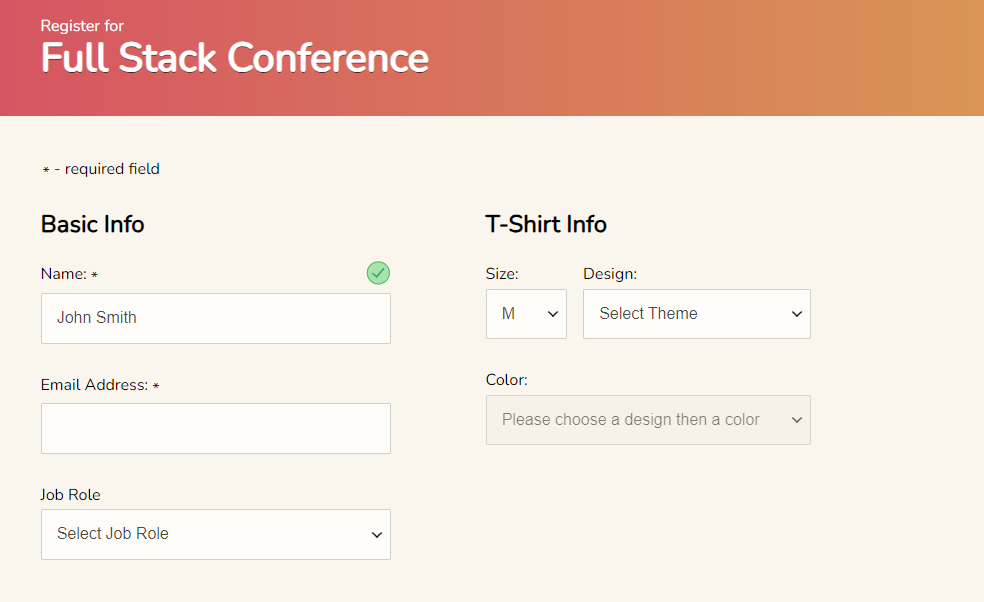 Register for
Full Stack Conference
* - required field
Basic Info
Name: *
John Smith
Email Address: *
Job Role
Select Job Role
T-Shirt Info
Size:
M
Design:
Select Theme
Color:
Please choose a design then a color